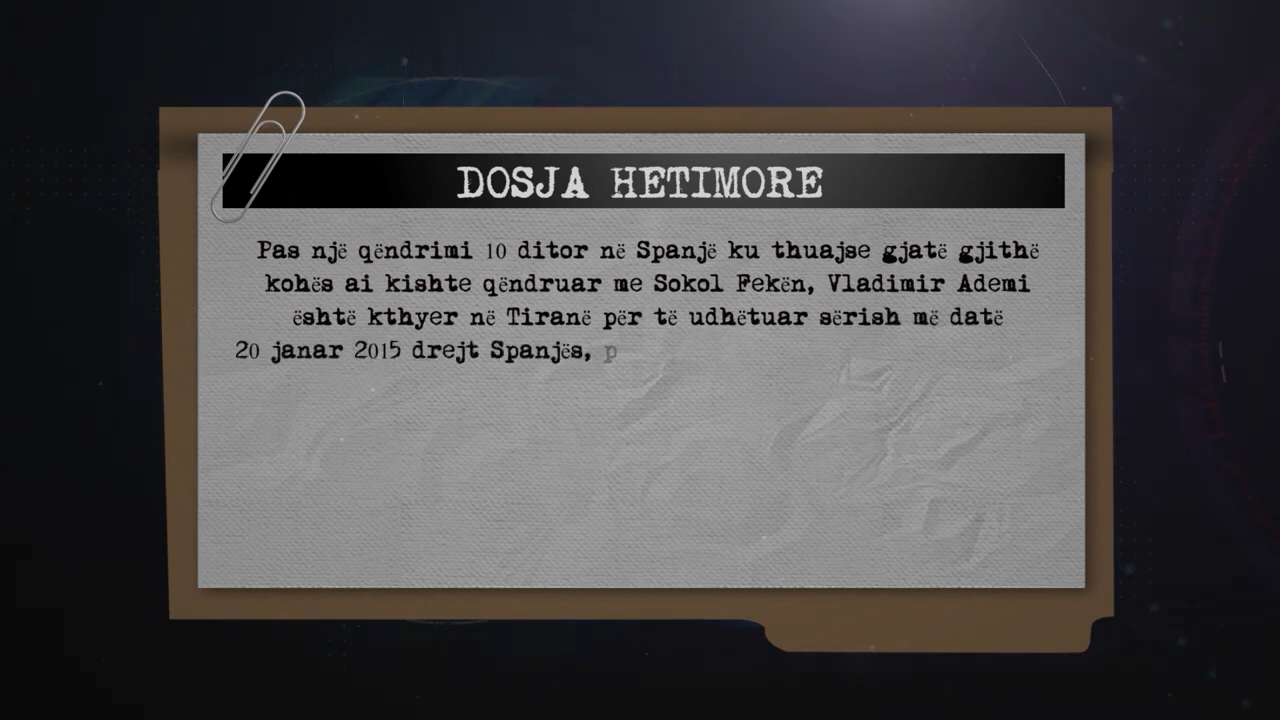 DOSJA HETIMORE
Pas një qëndrimi 10 ditor në Spanjë ku thuajse gjatë gjithë
kohës ai kishte qëndruar me Sokol Fekën, Vladimir Ademi
është kthyer në Tiranë për të udhëtuar sërish më datë
20 janar 2015 drejt Spanjës, p